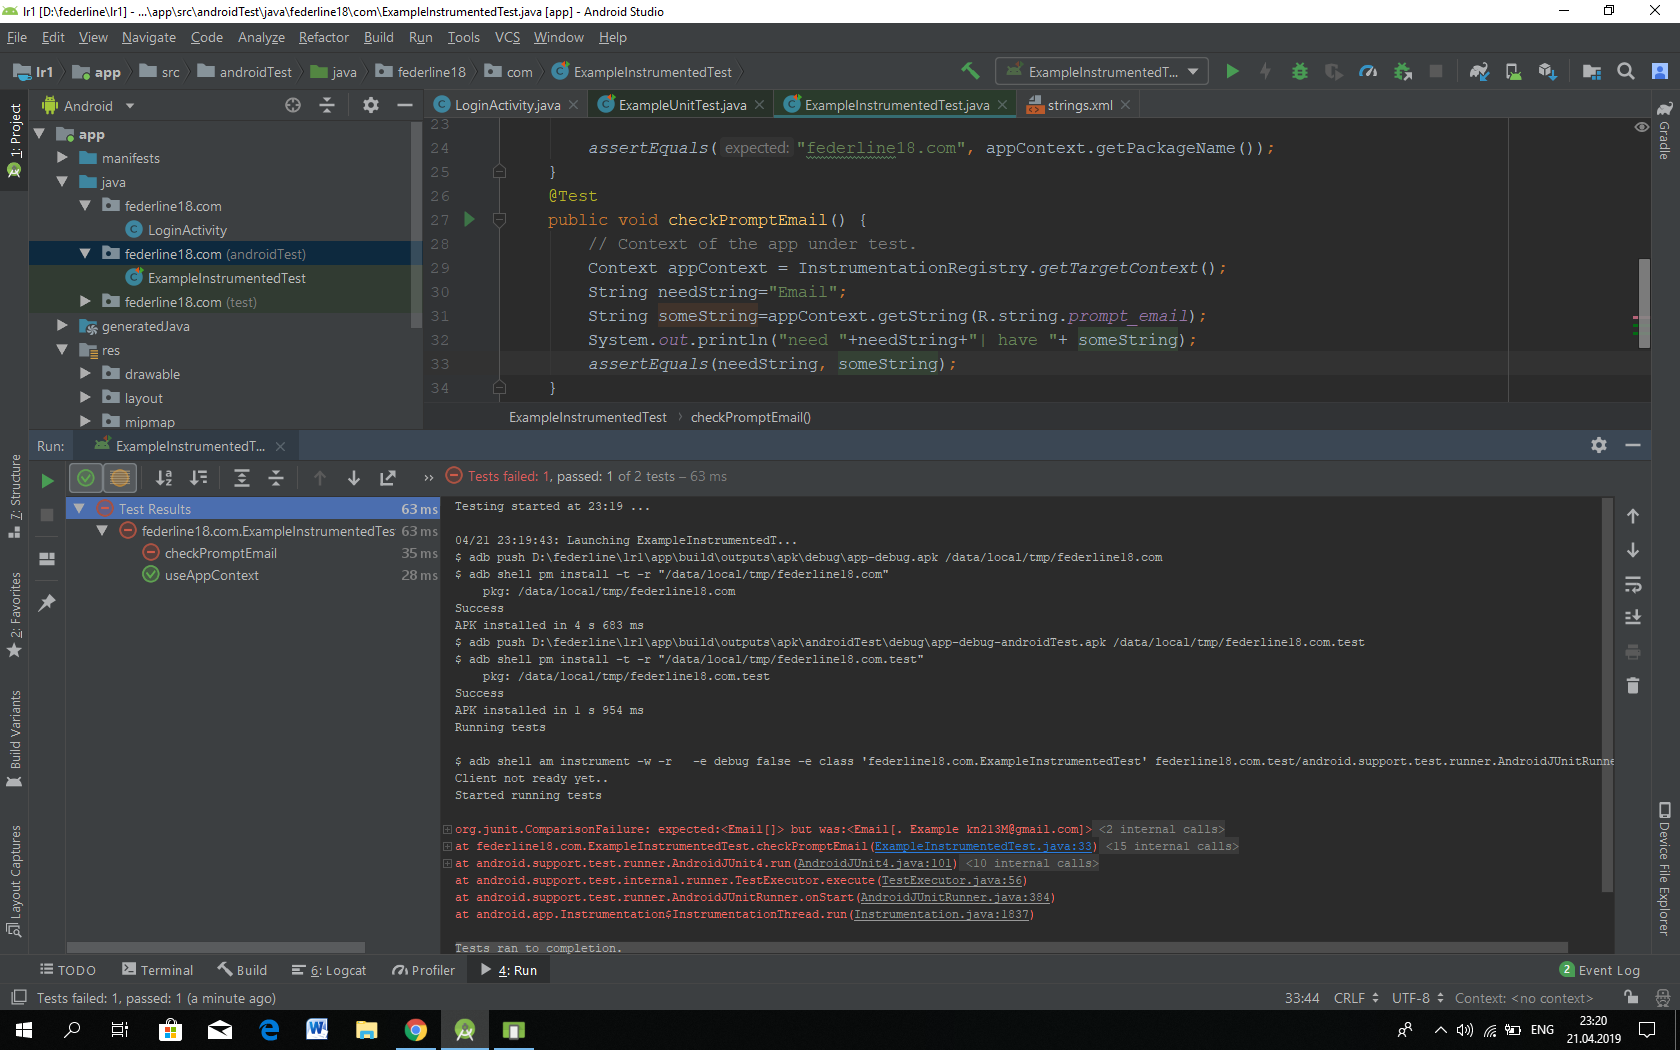 lr1 [D:\federline\lr1] - ...\app\src\androidTest\java\federline18\com\ExampleInstrumentedTest.java [app] - Android Studio
File Edit View Navigate Code Analyze Refactor Build Run Tools VCS Window Help
lr1 app src androidTest java federline18 com ExampleInstrumentedTest
ExampleInstrumentedT...
1: Project
Android
LoginActivity.java ExampleUnitTest.java ExampleInstrumentedTest.java strings.xml
app
manifests
java
federline18.com
LoginActivity
federline18.com (androidTest)
ExampleInstrumentedTest
federline18.com (test)
generatedJava
res
drawable
layout
mipmap
23
24 assertEquals( expected: "federline18.com", appContext.getPackageName());
25 }
26 @Test
27 public void checkPromptEmail() {
28 // Context of the app under test.
29 Context appContext = InstrumentationRegistry.getTargetContext();
30 String needString="Email";
31 String someString=appContext.getString(R.string.prompt_email);
32 System.out.println("need "+needString+"| have "+ someString);
33 assertEquals(needString, someString);
34 }
ExampleInstrumentedTest › checkPromptEmail()
Gradle
Run: ExampleInstrumentedT...
Tests failed: 1, passed: 1 of 2 tests – 63 ms
Test Results 63 ms
federline18.com.ExampleInstrumentedTes 63 ms
checkPromptEmail 35 ms
useAppContext 28 ms
7: Structure
2: Favorites
Build Variants
Layout Captures
Testing started at 23:19 ...
04/21 23:19:43: Launching ExampleInstrumentedT...
$ adb push D:\federline\lr1\app\build\outputs\apk\debug\app-debug.apk /data/local/tmp/federline18.com
$ adb shell pm install -t -r "/data/local/tmp/federline18.com"
pkg: /data/local/tmp/federline18.com
Success
APK installed in 4 s 683 ms
$ adb push D:\federline\lr1\app\build\outputs\apk\androidTest\debug\app-debug-androidTest.apk /data/local/tmp/federline18.com.test
$ adb shell pm install -t -r "/data/local/tmp/federline18.com.test"
pkg: /data/local/tmp/federline18.com.test
Success
APK installed in 1 s 954 ms
Running tests
$ adb shell am instrument -w -r -e debug false -e class 'federline18.com.ExampleInstrumentedTest' federline18.com.test/android.support.test.runner.AndroidJUnitRunne
Client not ready yet..
Started running tests
org.junit.ComparisonFailure: expected:<Email[]> but was:<Email[. Example kn213M@gmail.com]> <2 internal calls>
at federline18.com.ExampleInstrumentedTest.checkPromptEmail(ExampleInstrumentedTest.java:33) <15 internal calls>
at android.support.test.runner.AndroidJUnit4.run(AndroidJUnit4.java:101) <10 internal calls>
at android.support.test.internal.runner.TestExecutor.execute(TestExecutor.java:56)
at android.support.test.runner.AndroidJUnitRunner.onStart(AndroidJUnitRunner.java:384)
at android.app.Instrumentation$InstrumentationThread.run(Instrumentation.java:1837)
Tests ran to completion.
Device File Explorer
TODO Terminal Build 6: Logcat Profiler 4: Run 2 Event Log
Tests failed: 1, passed: 1 (a minute ago) 33:44 CRLF UTF-8 Context: <no context>
ENG 23:20
21.04.2019